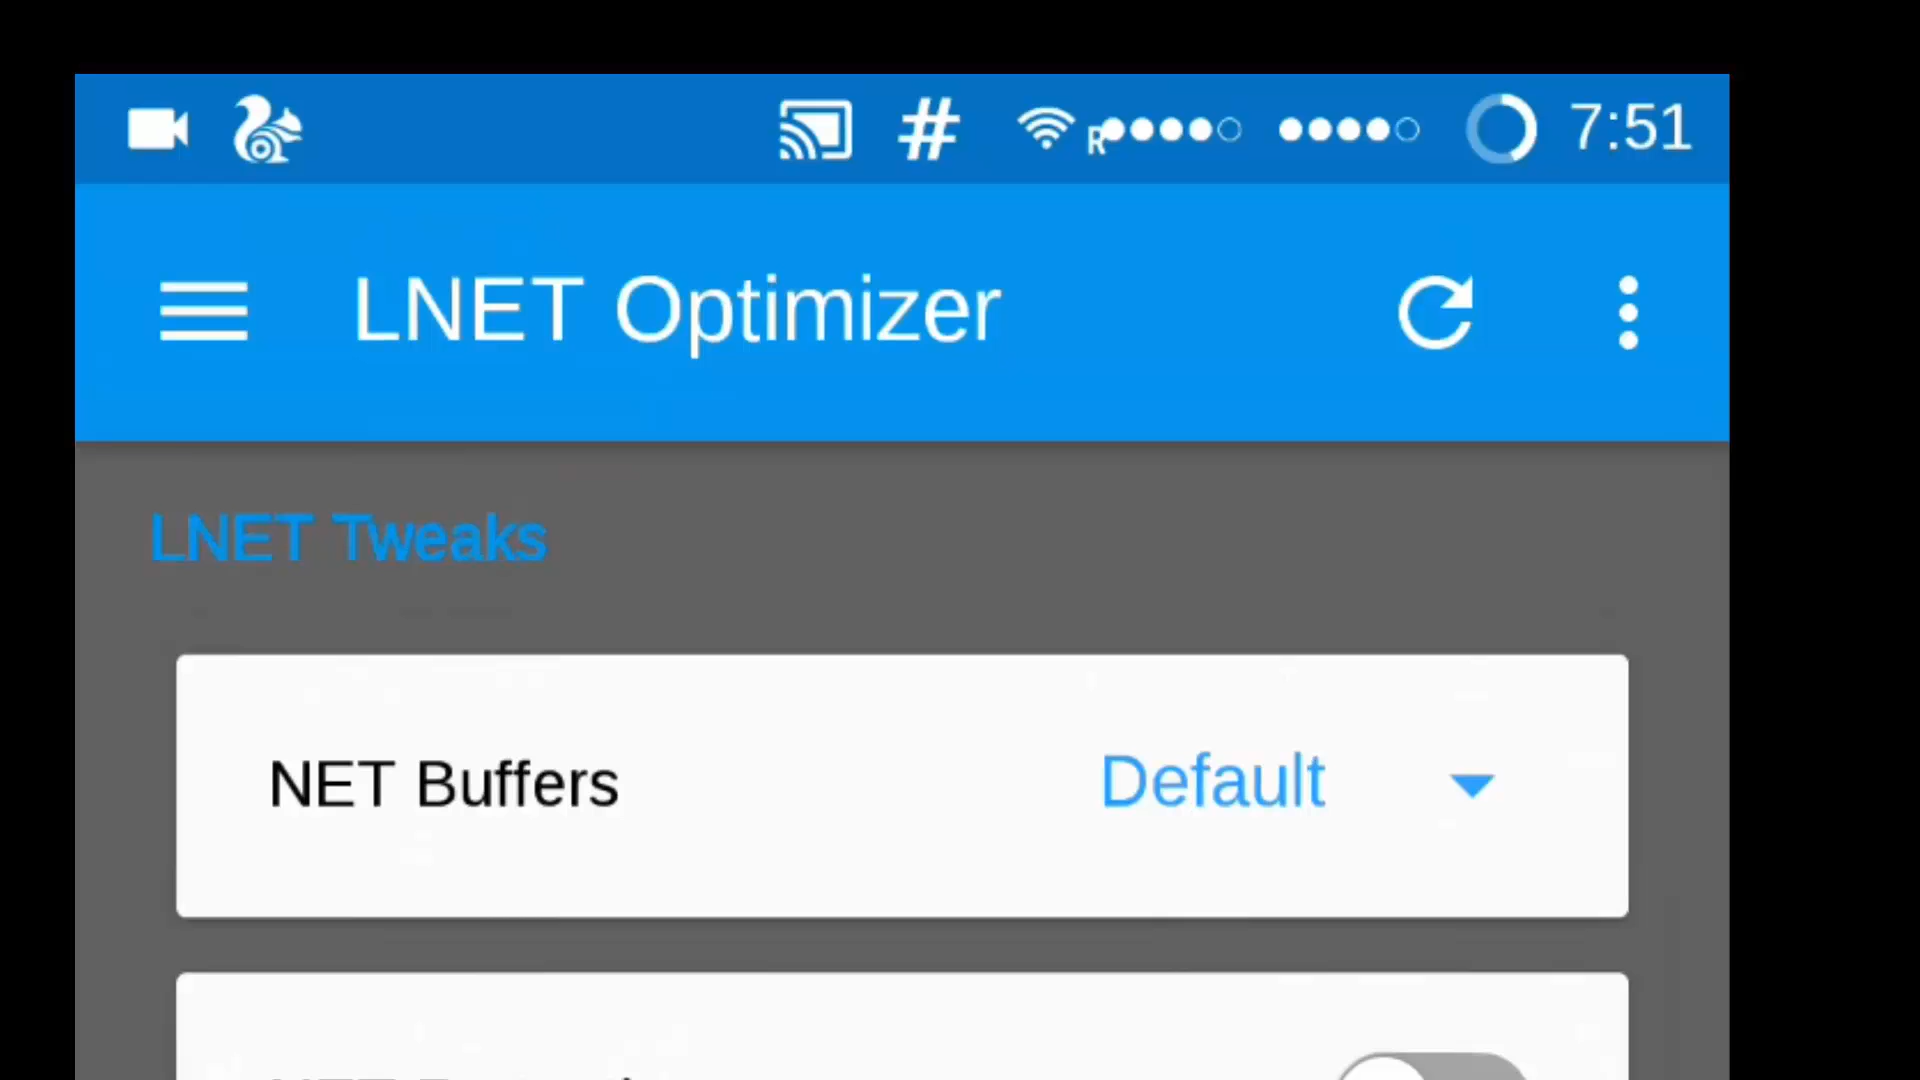 # R 7:51
LNET Optimizer
LNET Tweaks
NET Buffers Default